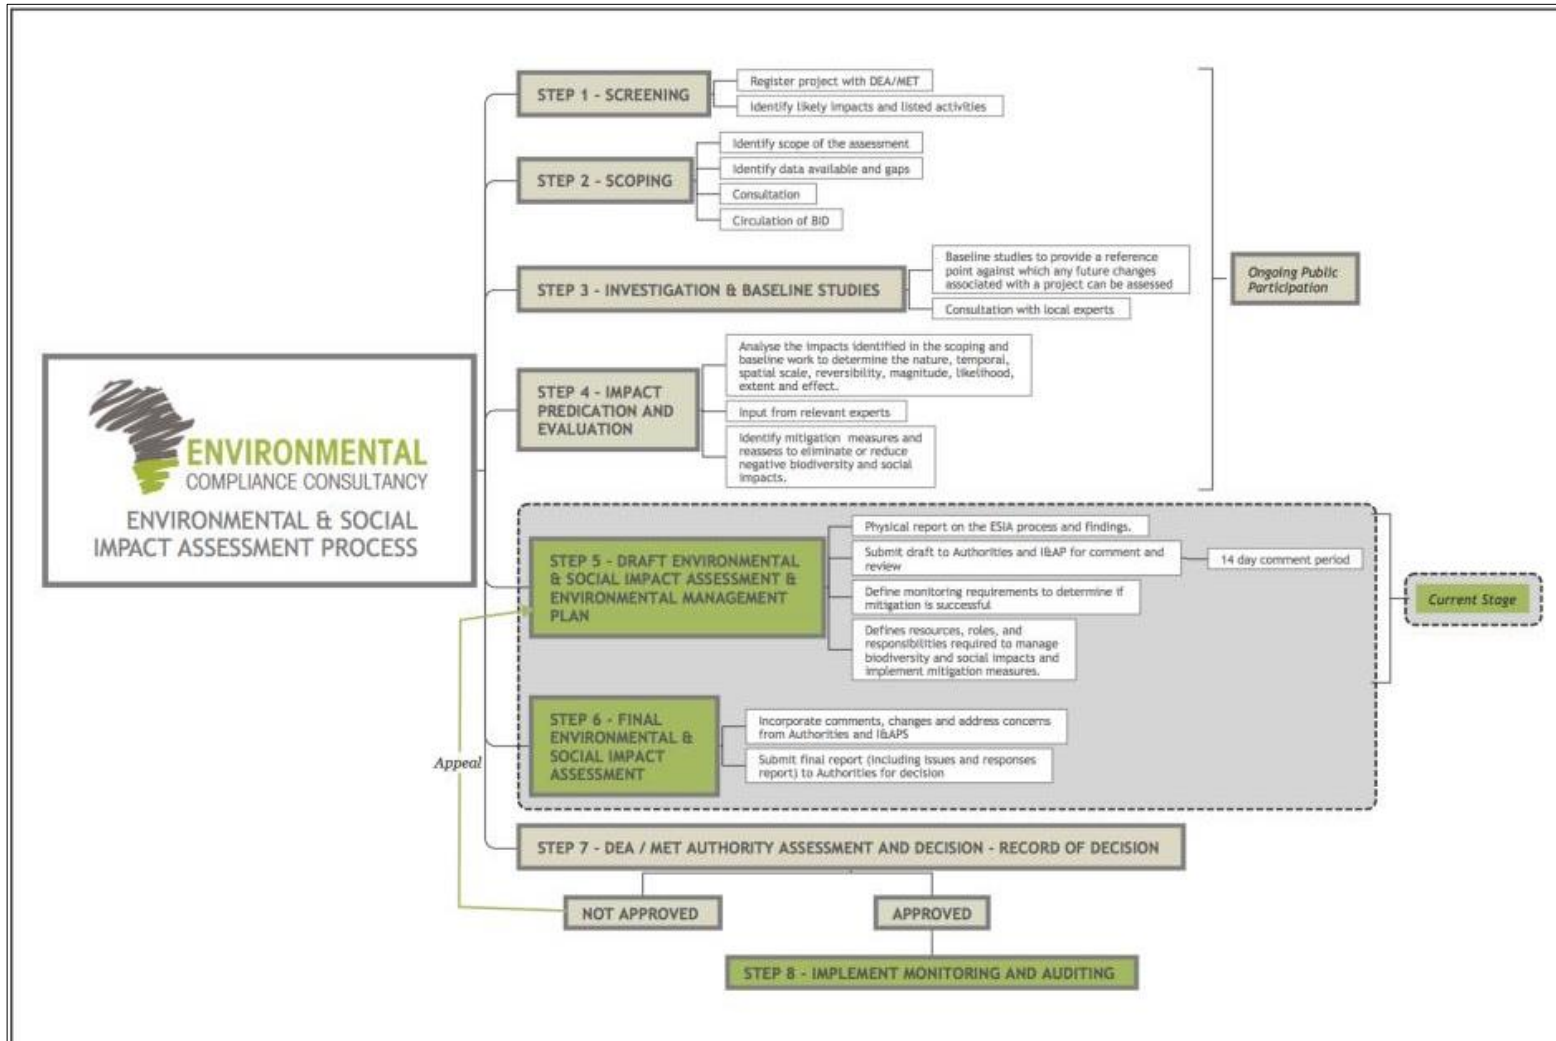 STEP 1 - SCREENING
Register project with DEA/MET
Identify likely impacts and listed activities
STEP 2 - SCOPING
Identify scope of the assessment
Identify data available and gaps
Consultation
Circulation of BID
STEP 3 - INVESTIGATION & BASELINE STUDIES
Baseline studies to provide a reference
point against which any future changes
associated with a project can be assessed
Consultation with local experts
Ongoing Public
Participation
STEP 4 - IMPACT
PREDICATION AND
EVALUATION
Analyse the impacts identified in the scoping and
baseline work to determine the nature, temporal,
spatial scale, reversibility, magnitude, likelihood,
extent and effect.
Input from relevant experts
Identify mitigation measures and
reassess to eliminate or reduce
negative biodiversity and social
impacts.
ENVIRONMENTAL
COMPLIANCE CONSULTANCY
ENVIRONMENTAL & SOCIAL
IMPACT ASSESSMENT PROCESS
STEP 5 - DRAFT ENVIRONMENTAL
& SOCIAL IMPACT ASSESSMENT &
ENVIRONMENTAL MANAGEMENT
PLAN
Physical report on the ESIA process and findings.
Submit draft to Authorities and I&AP for comment and
review
14 day comment period
Define monitoring requirements to determine if
mitigation is successful
Defines resources, roles, and
responsibilities required to manage
biodiversity and social impacts and
implement mitigation measures.
Current Stage
STEP 6 - FINAL
ENVIRONMENTAL &
SOCIAL IMPACT
ASSESSMENT
Incorporate comments, changes and address concerns
from Authorities and I&APS
Submit final report (including issues and responses
report) to Authorities for decision
Appeal
STEP 7 - DEA / MET AUTHORITY ASSESSMENT AND DECISION - RECORD OF DECISION
NOT APPROVED
APPROVED
STEP 8 - IMPLEMENT MONITORING AND AUDITING